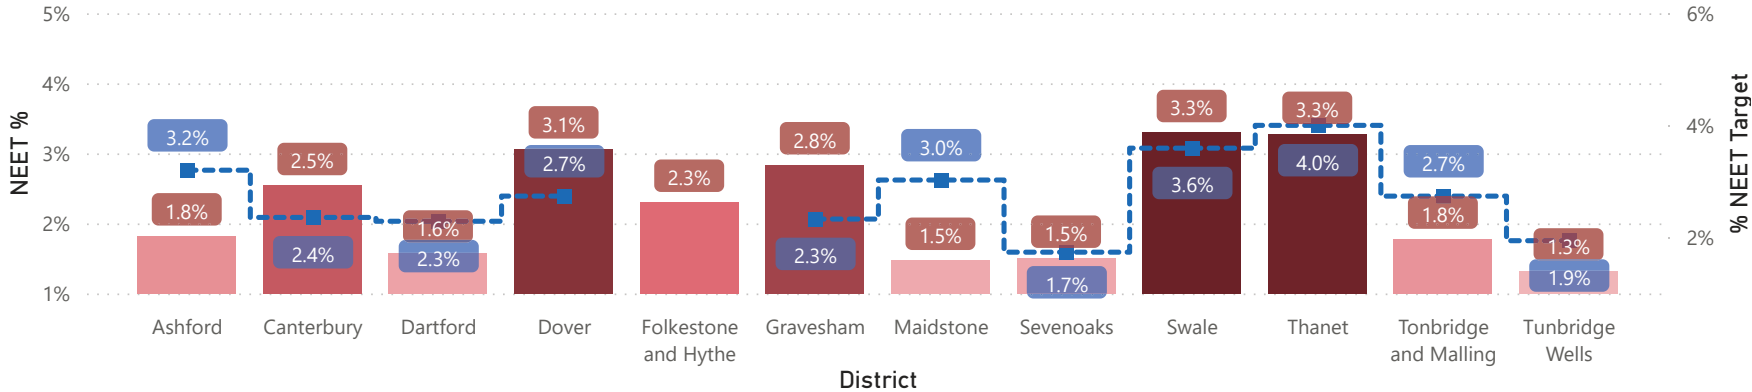 5%
4%
3%
2%
1%
NEET %
6%
4%
2%
% NEET Target
3.2%
1.8%
2.5%
2.4%
1.6%
2.3%
3.1%
2.7%
2.3%
2.8%
2.3%
3.0%
1.5%
1.5%
1.7%
3.3%
3.6%
3.3%
4.0%
2.7%
1.8%
1.3%
1.9%
Ashford
Canterbury
Dartford
Dover
Folkestone
and Hythe
Gravesham
Maidstone
Sevenoaks
Swale
Thanet
Tonbridge
and Malling
Tunbridge
Wells
District